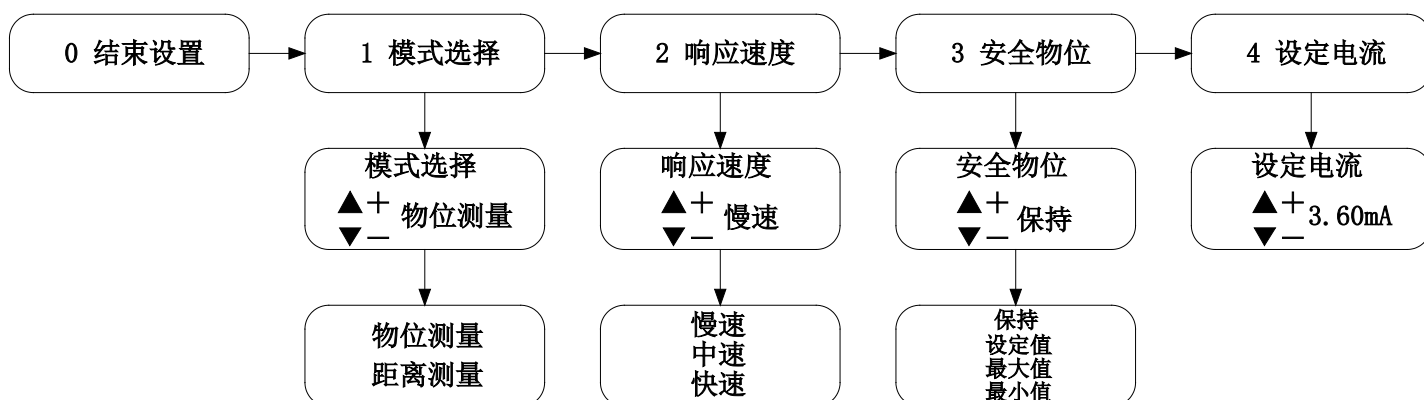 0 结束设置
1 模式选择
2 响应速度
3 安全物位
4 设定电流
模式选择
▲+
▼− 物位测量
响应速度
▲+
▼− 慢速
安全物位
▲+
▼− 保持
设定电流
▲+
▼− 3.60mA
物位测量
距离测量
慢速
中速
快速
保持
设定值
最大值
最小值